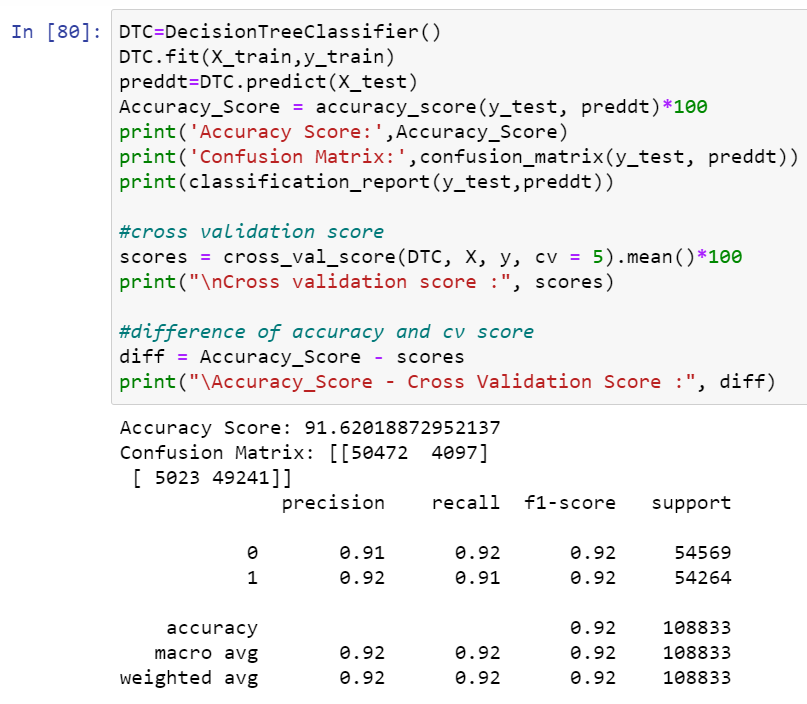 In [80]: DTC=DecisionTreeClassifier()
DTC.fit(X_train,y_train)
preddt=DTC.predict(X_test)
Accuracy_Score = accuracy_score(y_test, preddt)*100
print('Accuracy Score:',Accuracy_Score)
print('Confusion Matrix:',confusion_matrix(y_test, preddt))
print(classification_report(y_test,preddt))
#cross validation score
scores = cross_val_score(DTC, X, y, cv = 5).mean()*100
print("\nCross validation score :", scores)
#difference of accuracy and cv score
diff = Accuracy_Score - scores
print("\Accuracy_Score - Cross Validation Score :", diff)
Accuracy Score: 91.62018872952137
Confusion Matrix: [[50472  4097]
 [ 5023 49241]]
              precision    recall  f1-score   support
           0       0.91      0.92      0.92     54569
           1       0.92      0.91      0.92     54264
    accuracy                           0.92    108833
   macro avg       0.92      0.92      0.92    108833
weighted avg       0.92      0.92      0.92    108833